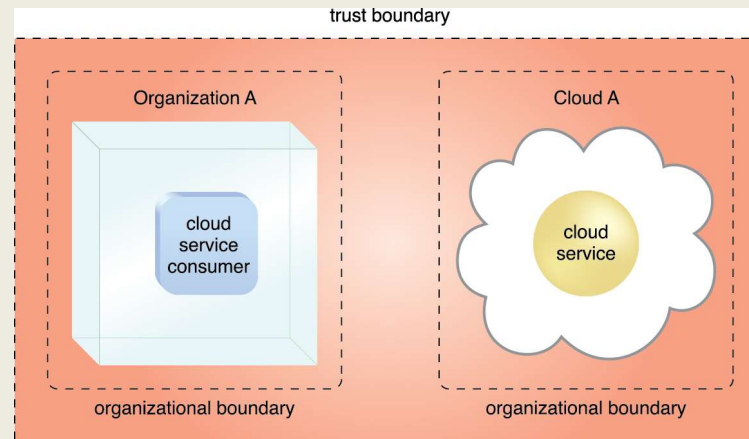 trust boundary
Organization A
Cloud A
cloud
service
consumer
cloud
service
organizational boundary
organizational boundary